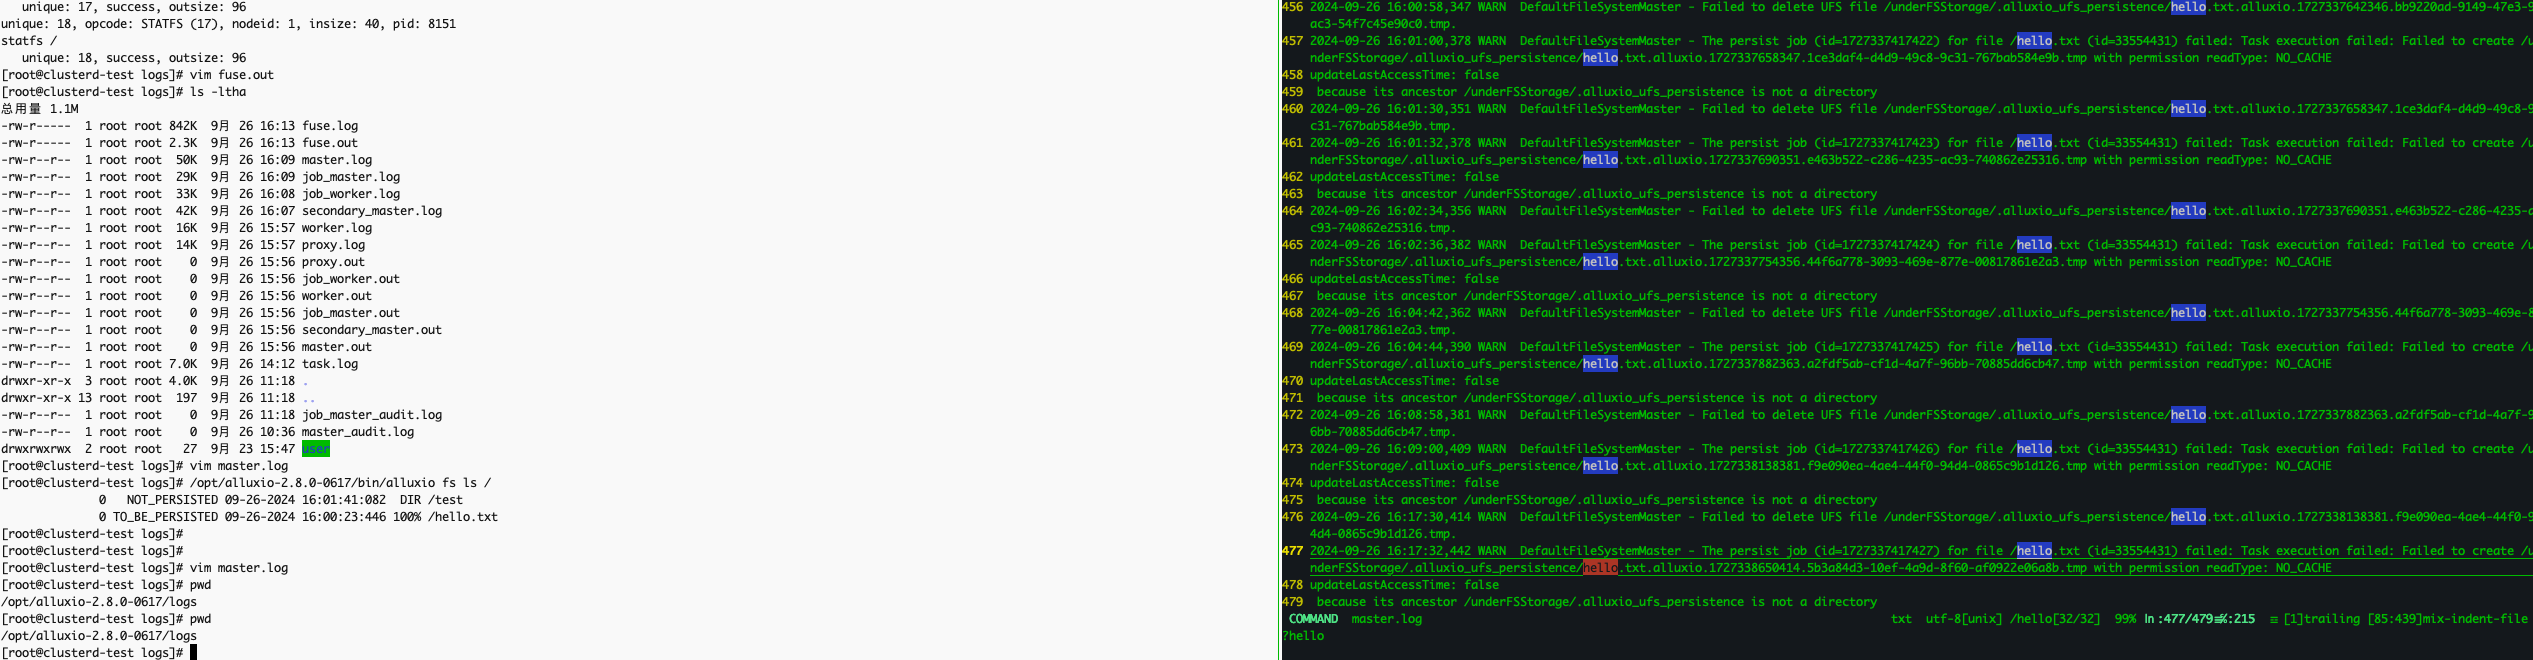 unique: 17, success, outsize: 96
unique: 18, opcode: STATFS (17), nodeid: 1, insize: 40, pid: 8151
statfs /
   unique: 18, success, outsize: 96
[root@clusterd-test logs]# vim fuse.out
[root@clusterd-test logs]# ls -ltha
总用量 1.1M
-rw-r-----  1 root root 842K  9月  26 16:13 fuse.log
-rw-r-----  1 root root 2.3K  9月  26 16:13 fuse.out
-rw-r--r--  1 root root  50K  9月  26 16:09 master.log
-rw-r--r--  1 root root  29K  9月  26 16:09 job_master.log
-rw-r--r--  1 root root  33K  9月  26 16:08 job_worker.log
-rw-r--r--  1 root root  42K  9月  26 16:07 secondary_master.log
-rw-r--r--  1 root root  16K  9月  26 15:57 worker.log
-rw-r--r--  1 root root  14K  9月  26 15:57 proxy.log
-rw-r--r--  1 root root    0  9月  26 15:56 proxy.out
-rw-r--r--  1 root root    0  9月  26 15:56 job_worker.out
-rw-r--r--  1 root root    0  9月  26 15:56 worker.out
-rw-r--r--  1 root root    0  9月  26 15:56 job_master.out
-rw-r--r--  1 root root    0  9月  26 15:56 secondary_master.out
-rw-r--r--  1 root root    0  9月  26 15:56 master.out
-rw-r--r--  1 root root 7.0K  9月  26 14:12 task.log
drwxr-xr-x  3 root root 4.0K  9月  26 11:18 .
drwxr-xr-x 13 root root  197  9月  26 11:18 ..
-rw-r--r--  1 root root    0  9月  26 11:18 job_master_audit.log
-rw-r--r--  1 root root    0  9月  26 10:36 master_audit.log
drwxrwxrwx  2 root root   27  9月  23 15:47 user
[root@clusterd-test logs]# vim master.log
[root@clusterd-test logs]# /opt/alluxio-2.8.0-0617/bin/alluxio fs ls /
              0   NOT_PERSISTED 09-26-2024 16:01:41:082  DIR /test
              0 TO_BE_PERSISTED 09-26-2024 16:00:23:446 100% /hello.txt
[root@clusterd-test logs]#
[root@clusterd-test logs]#
[root@clusterd-test logs]# vim master.log
[root@clusterd-test logs]# pwd
/opt/alluxio-2.8.0-0617/logs
[root@clusterd-test logs]# pwd
/opt/alluxio-2.8.0-0617/logs
[root@clusterd-test logs]#
456 2024-09-26 16:00:58,347 WARN  DefaultFileSystemMaster - Failed to delete UFS file /underFSStorage/.alluxio_ufs_persistence/hello.txt.alluxio.1727337642346.bb9220ad-9149-47e3-9
ac3-54f7c45e90c0.tmp.
457 2024-09-26 16:01:00,378 WARN  DefaultFileSystemMaster - The persist job (id=1727337417422) for file /hello.txt (id=33554431) failed: Task execution failed: Failed to create /u
nderFSStorage/.alluxio_ufs_persistence/hello.txt.alluxio.1727337658347.1ce3daf4-d4d9-49c8-9c31-767bab584e9b.tmp with permission readType: NO_CACHE
458 updateLastAccessTime: false
459  because its ancestor /underFSStorage/.alluxio_ufs_persistence is not a directory
460 2024-09-26 16:01:30,351 WARN  DefaultFileSystemMaster - Failed to delete UFS file /underFSStorage/.alluxio_ufs_persistence/hello.txt.alluxio.1727337658347.1ce3daf4-d4d9-49c8-9
c31-767bab584e9b.tmp.
461 2024-09-26 16:01:32,378 WARN  DefaultFileSystemMaster - The persist job (id=1727337417423) for file /hello.txt (id=33554431) failed: Task execution failed: Failed to create /u
nderFSStorage/.alluxio_ufs_persistence/hello.txt.alluxio.1727337690351.e463b522-c286-4235-ac93-740862e25316.tmp with permission readType: NO_CACHE
462 updateLastAccessTime: false
463  because its ancestor /underFSStorage/.alluxio_ufs_persistence is not a directory
464 2024-09-26 16:02:34,356 WARN  DefaultFileSystemMaster - Failed to delete UFS file /underFSStorage/.alluxio_ufs_persistence/hello.txt.alluxio.1727337690351.e463b522-c286-4235-a
c93-740862e25316.tmp.
465 2024-09-26 16:02:36,382 WARN  DefaultFileSystemMaster - The persist job (id=1727337417424) for file /hello.txt (id=33554431) failed: Task execution failed: Failed to create /u
nderFSStorage/.alluxio_ufs_persistence/hello.txt.alluxio.1727337754356.44f6a778-3093-469e-877e-00817861e2a3.tmp with permission readType: NO_CACHE
466 updateLastAccessTime: false
467  because its ancestor /underFSStorage/.alluxio_ufs_persistence is not a directory
468 2024-09-26 16:04:42,362 WARN  DefaultFileSystemMaster - Failed to delete UFS file /underFSStorage/.alluxio_ufs_persistence/hello.txt.alluxio.1727337754356.44f6a778-3093-469e-8
77e-00817861e2a3.tmp.
469 2024-09-26 16:04:44,390 WARN  DefaultFileSystemMaster - The persist job (id=1727337417425) for file /hello.txt (id=33554431) failed: Task execution failed: Failed to create /u
nderFSStorage/.alluxio_ufs_persistence/hello.txt.alluxio.1727337882363.a2fdf5ab-cf1d-4a7f-96bb-70885dd6cb47.tmp with permission readType: NO_CACHE
470 updateLastAccessTime: false
471  because its ancestor /underFSStorage/.alluxio_ufs_persistence is not a directory
472 2024-09-26 16:08:58,381 WARN  DefaultFileSystemMaster - Failed to delete UFS file /underFSStorage/.alluxio_ufs_persistence/hello.txt.alluxio.1727337882363.a2fdf5ab-cf1d-4a7f-9
6bb-70885dd6cb47.tmp.
473 2024-09-26 16:09:00,409 WARN  DefaultFileSystemMaster - The persist job (id=1727337417426) for file /hello.txt (id=33554431) failed: Task execution failed: Failed to create /u
nderFSStorage/.alluxio_ufs_persistence/hello.txt.alluxio.1727338138381.f9e090ea-4ae4-44f0-94d4-0865c9b1d126.tmp with permission readType: NO_CACHE
474 updateLastAccessTime: false
475  because its ancestor /underFSStorage/.alluxio_ufs_persistence is not a directory
476 2024-09-26 16:17:30,414 WARN  DefaultFileSystemMaster - Failed to delete UFS file /underFSStorage/.alluxio_ufs_persistence/hello.txt.alluxio.1727338138381.f9e090ea-4ae4-44f0-9
4d4-0865c9b1d126.tmp.
477 2024-09-26 16:17:32,442 WARN  DefaultFileSystemMaster - The persist job (id=1727337417427) for file /hello.txt (id=33554431) failed: Task execution failed: Failed to create /u
nderFSStorage/.alluxio_ufs_persistence/hello.txt.alluxio.1727338650414.5b3a84d3-10ef-4a9d-8f60-af0922e06a8b.tmp with permission readType: NO_CACHE
478 updateLastAccessTime: false
479  because its ancestor /underFSStorage/.alluxio_ufs_persistence is not a directory
COMMAND  master.log  txt  utf-8[unix] /hello[32/32]  99% ln:477/479 :215  ≡ [1]trailing [85:439]mix-indent-file
?hello